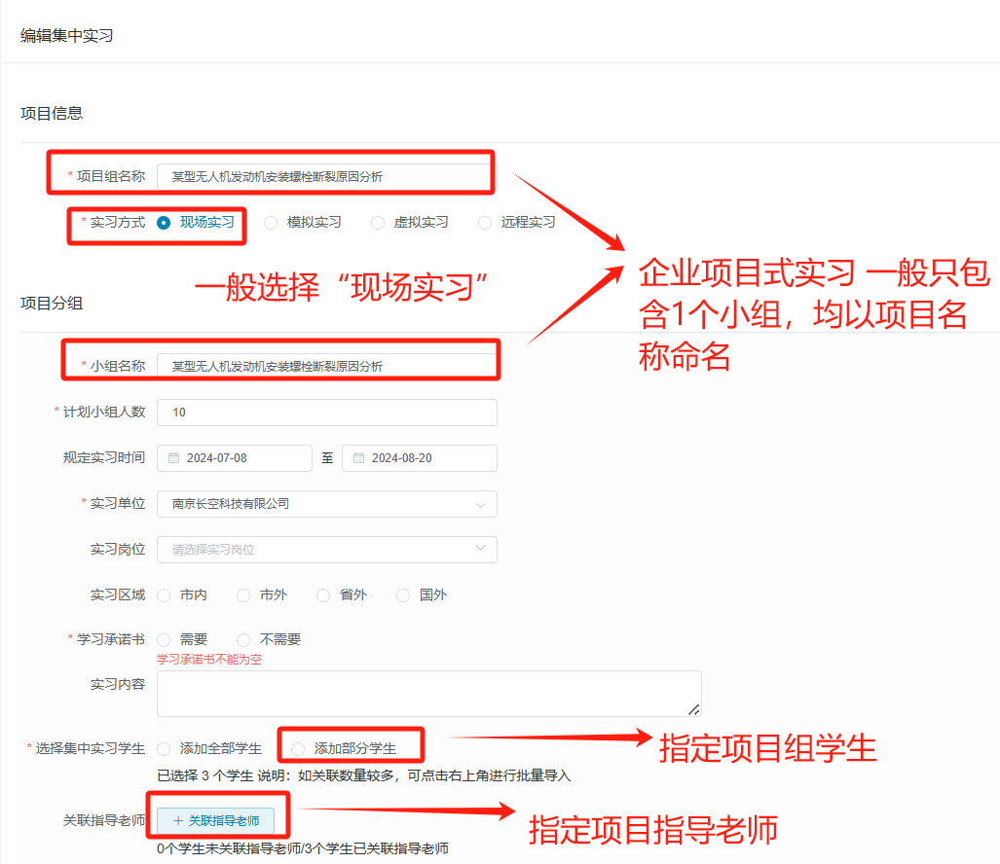 编辑集中实习
项目信息
* 项目组名称 某型无人机发动机安装螺栓断裂原因分析
* 实习方式 现场实习 模拟实习 虚拟实习 远程实习
一般选择“现场实习”
企业项目式实习 一般只包
含1个小组，均以项目名
称命名
项目分组
* 小组名称 某型无人机发动机安装螺栓断裂原因分析
* 计划小组人数 10
规定实习时间 2024-07-08 至 2024-08-20
* 实习单位 南京长空科技有限公司
实习岗位 请选择实习岗位
实习区域 市内 市外 省外 国外
* 学习承诺书 需要 不需要
学习承诺书不能为空
实习内容
* 选择集中实习学生 添加全部学生 添加部分学生
指定项目组学生
已选择 3 个学生 说明：如关联数量较多，可点击右上角进行批量导入
关联指导老师 + 关联指导老师
指定项目指导老师
0个学生未关联指导老师/3个学生已关联指导老师